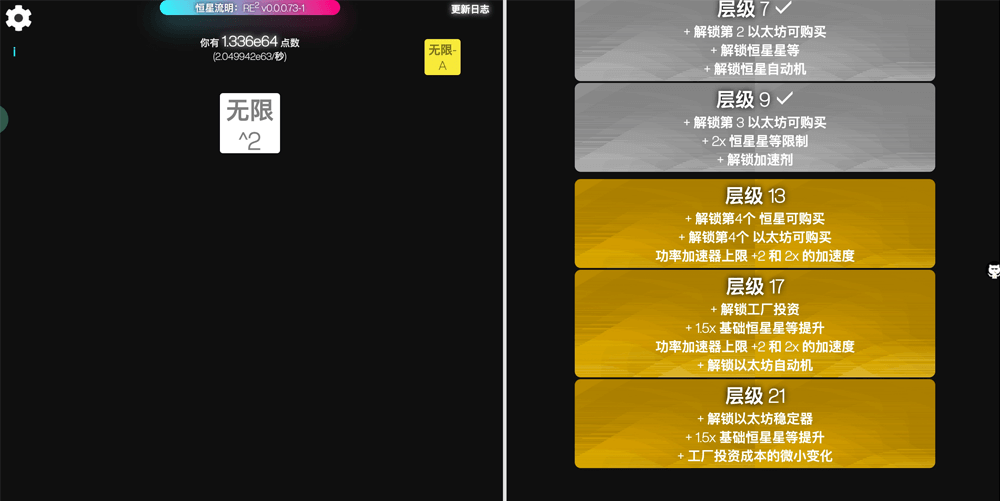 恒星流明：RE² v0.0.0.73-1
更新日志
i
你有 1.336e64 点数
(2.049942e63/秒)
无限-
A
无限
^2
层级 7 ✓
+ 解锁第 2 以太坊可购买
+ 解锁恒星星等
+ 解锁恒星自动机
层级 9 ✓
+ 解锁第 3 以太坊可购买
+ 2x 恒星星等限制
+ 解锁加速剂
层级 13
+ 解锁第4个 恒星可购买
+ 解锁第4个 以太坊可购买
功率加速器上限 +2 和 2x 的加速度
层级 17
+ 解锁工厂投资
+ 1.5x 基础恒星星等提升
功率加速器上限 +2 和 2x 的加速度
+ 解锁以太坊自动机
层级 21
+ 解锁以太坊稳定器
+ 1.5x 基础恒星星等提升
+ 工厂投资成本的微小变化